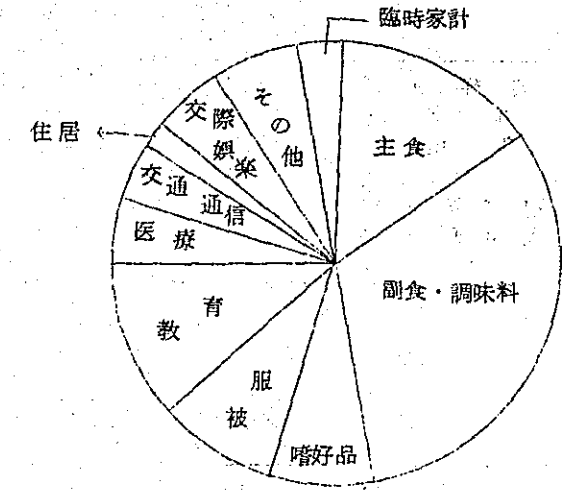 臨時家計
主食
副食・調味料
嗜好品
被服
教育
医療
交通通信
住居
交際娯楽
その他